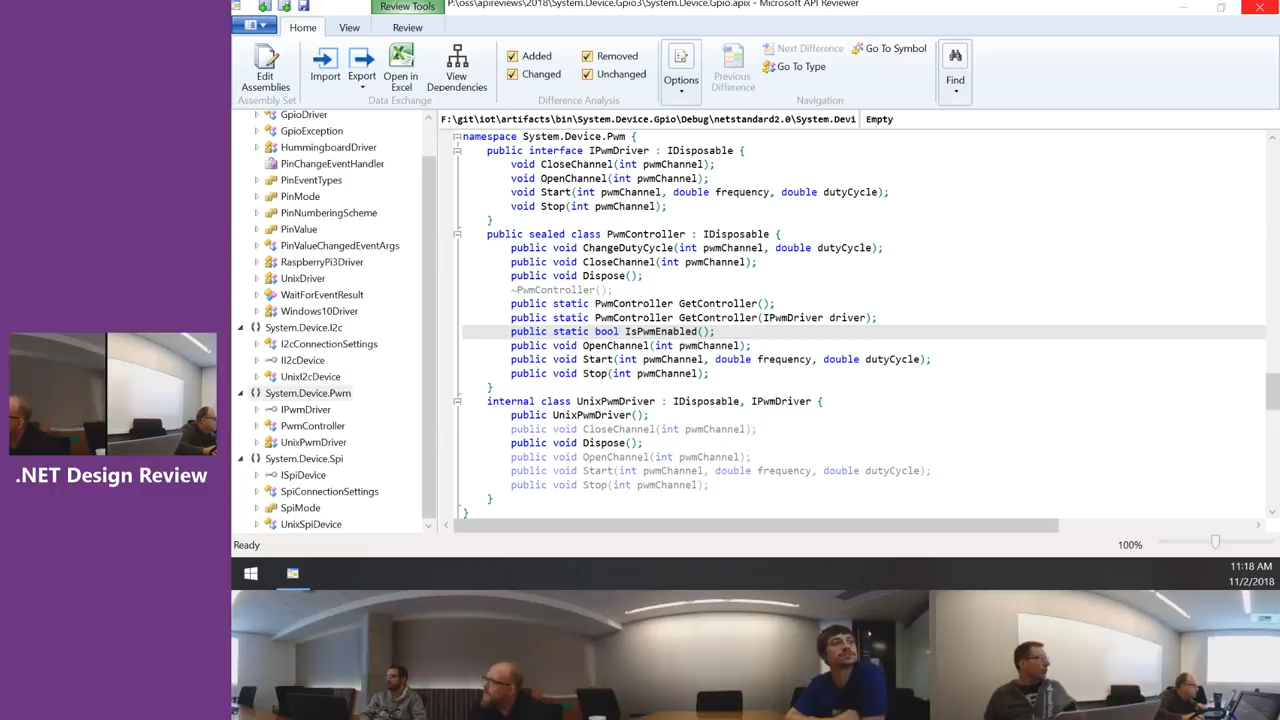 Review Tools
P:\oss\apireviews\2018\System.Device.Gpio3\System.Device.Gpio.apix - Microsoft API Reviewer
Home
View
Review
Edit Assemblies
Import
Export
Open in Excel
View Dependencies
Added
Removed
Changed
Unchanged
Options
Previous Difference
Next Difference
Go To Symbol
Go To Type
Find
Assembly Set
Data Exchange
Difference Analysis
Navigation
GpioDriver
GpioException
HummingboardDriver
PinChangeEventHandler
PinEventTypes
PinMode
PinNumberingScheme
PinValue
PinValueChangedEventArgs
RaspberryPi3Driver
UnixDriver
WaitForEventResult
Windows10Driver
System.Device.I2c
I2cConnectionSettings
II2cDevice
UnixI2cDevice
System.Device.Pwm
IPwmDriver
PwmController
UnixPwmDriver
System.Device.Spi
ISpiDevice
SpiConnectionSettings
SpiMode
UnixSpiDevice
F:\git\iot\artifacts\bin\System.Device.Gpio\Debug\netstandard2.0\System.Devi
Empty
namespace System.Device.Pwm {
public interface IPwmDriver : IDisposable {
void CloseChannel(int pwmChannel);
void OpenChannel(int pwmChannel);
void Start(int pwmChannel, double frequency, double dutyCycle);
void Stop(int pwmChannel);
}
public sealed class PwmController : IDisposable {
public void ChangeDutyCycle(int pwmChannel, double dutyCycle);
public void CloseChannel(int pwmChannel);
public void Dispose();
~PwmController();
public static PwmController GetController();
public static PwmController GetController(IPwmDriver driver);
public static bool IsPwmEnabled();
public void OpenChannel(int pwmChannel);
public void Start(int pwmChannel, double frequency, double dutyCycle);
public void Stop(int pwmChannel);
}
internal class UnixPwmDriver : IDisposable, IPwmDriver {
public UnixPwmDriver();
public void CloseChannel(int pwmChannel);
public void Dispose();
public void OpenChannel(int pwmChannel);
public void Start(int pwmChannel, double frequency, double dutyCycle);
public void Stop(int pwmChannel);
}
}
.NET Design Review
Ready
100%
11:18 AM
11/2/2018